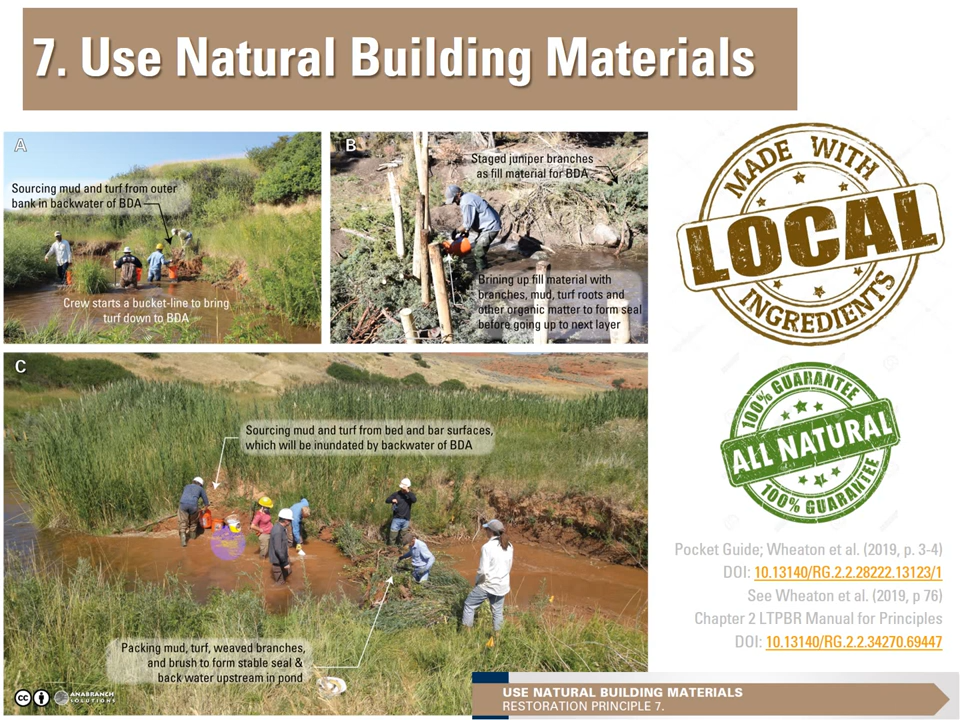 7. Use Natural Building Materials
A
Sourcing mud and turf from outer
bank in backwater of BDA
Crew starts a bucket-line to bring
turf down to BDA
B
Staged juniper branches
as fill material for BDA
Brining up fill material with
branches, mud, turf roots and
other organic matter to form seal
before going up to next layer
MADE WITH
LOCAL
INGREDIENTS
C
Sourcing mud and turf from bed and bar surfaces,
which will be inundated by backwater of BDA
Packing mud, turf, weaved branches,
and brush to form stable seal &
back water upstream in pond
100% GUARANTEE
ALL NATURAL
100% GUARANTEE
Pocket Guide; Wheaton et al. (2019, p. 3-4)
DOI: 10.13140/RG.2.2.28222.13123/1
See Wheaton et al. (2019, p 76)
Chapter 2 LTPBR Manual for Principles
DOI: 10.13140/RG.2.2.34270.69447
cc
ANABRANCH
SOLUTIONS
USE NATURAL BUILDING MATERIALS
RESTORATION PRINCIPLE 7.